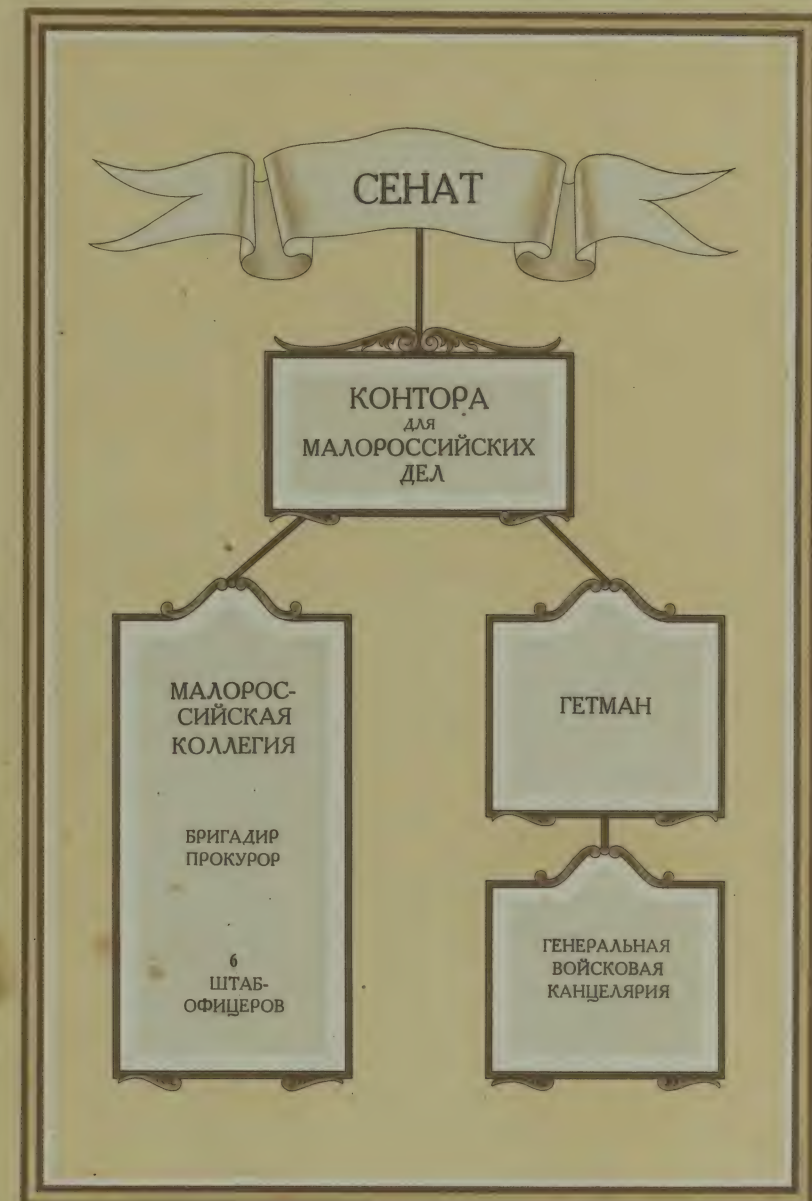 СЕНАТ
КОНТОРА
ДЛЯ
МАЛОРОССИЙСКИХ
ДЕЛ
МАЛОРОС-
СИЙСКАЯ
КОЛЛЕГИЯ
БРИГАДИР
ПРОКУРОР
6
ШТАБ-
ОФИЦЕРОВ
ГЕТМАН
ГЕНЕРАЛЬНАЯ
ВОЙСКОВАЯ
КАНЦЕЛЯРИЯ